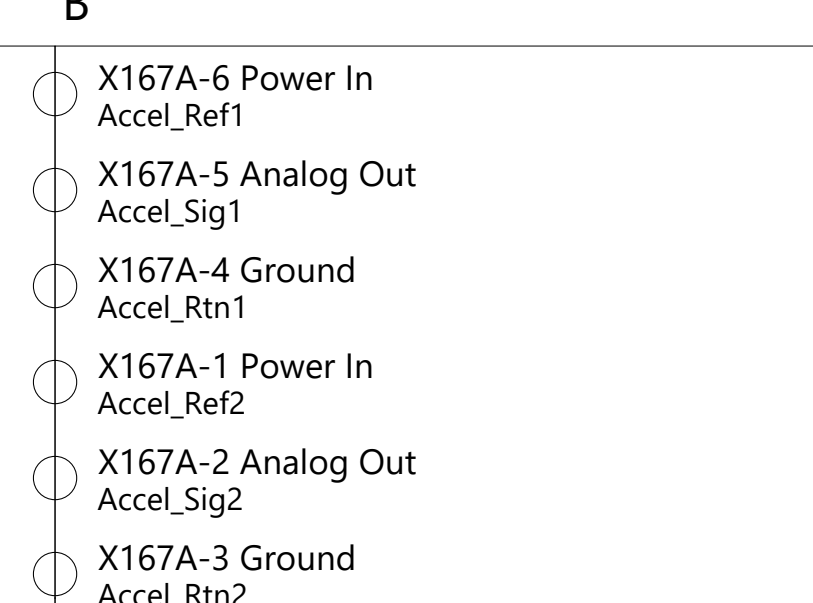 B
X167A-6 Power In
Accel_Ref1
X167A-5 Analog Out
Accel_Sig1
X167A-4 Ground
Accel_Rtn1
X167A-1 Power In
Accel_Ref2
X167A-2 Analog Out
Accel_Sig2
X167A-3 Ground
Accel_Rtn2